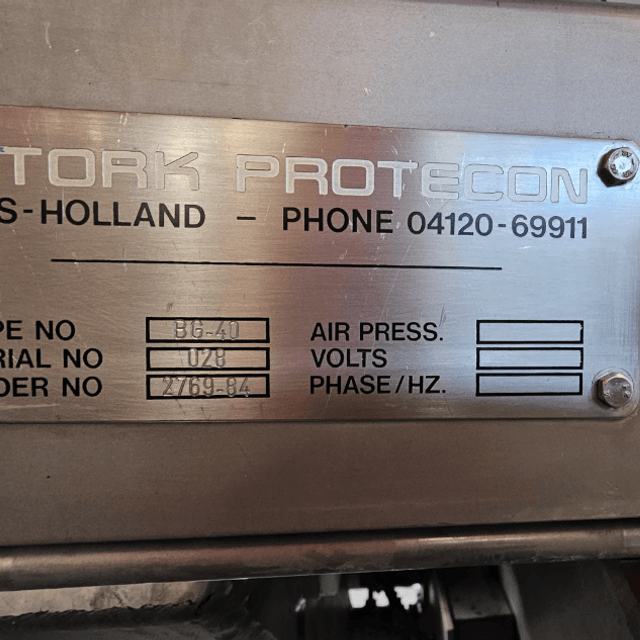 TORK PROTECON
S-HOLLAND - PHONE 04120-69911
PE NO BG-40 AIR PRESS.
RIAL NO 028 VOLTS
DER NO 2769-84 PHASE/HZ.